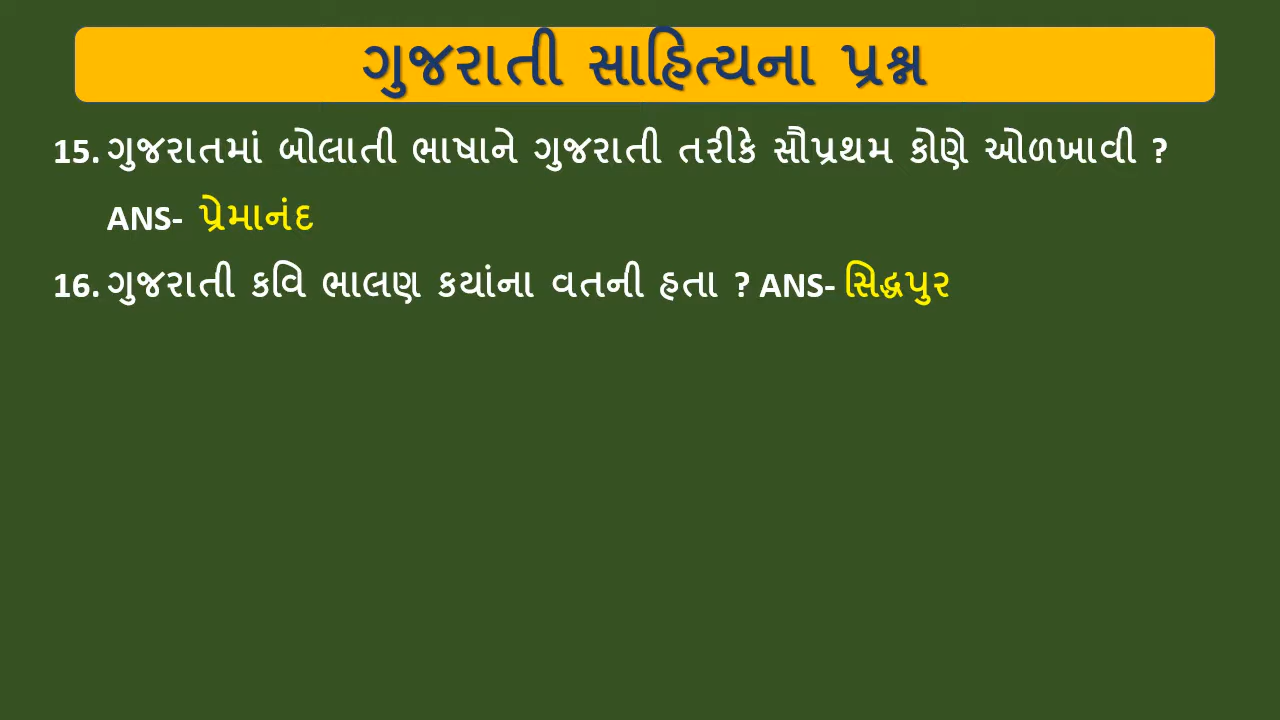 ગુજરાતી સાહિત્યના પ્રશ્ન
15. ગુજરાતમાં બોલાતી ભાષાને ગુજરાતી તરીકે સૌપ્રથમ કોણે ઓળખાવી ?
ANS- પ્રેમાનંદ
16. ગુજરાતી કવિ ભાલણ કયાંના વતની હતા ? ANS- સિદ્ધપુર